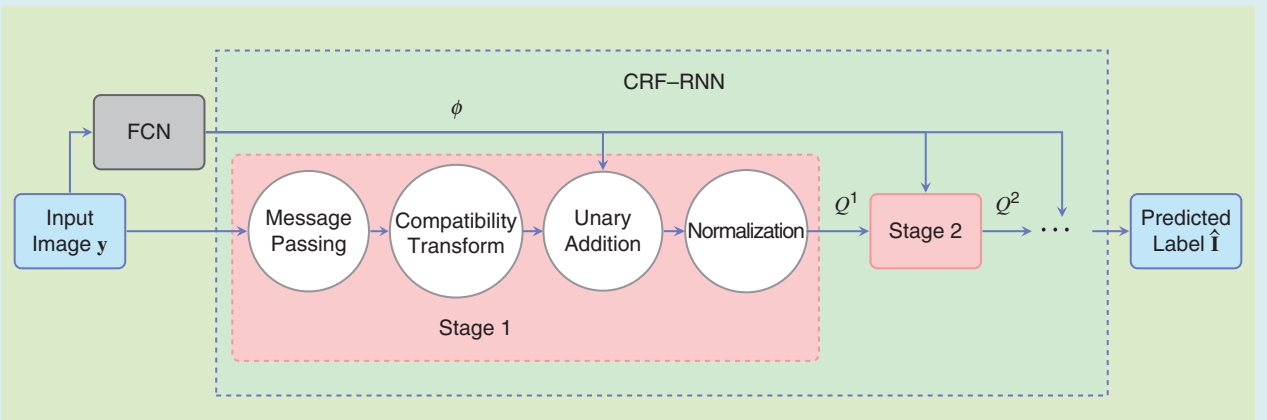 CRF–RNN
ϕ
FCN
Input
Image y
Message
Passing
Compatibility
Transform
Unary
Addition
Normalization
Stage 1
Q¹
Stage 2
Q²
...
Predicted
Label Î